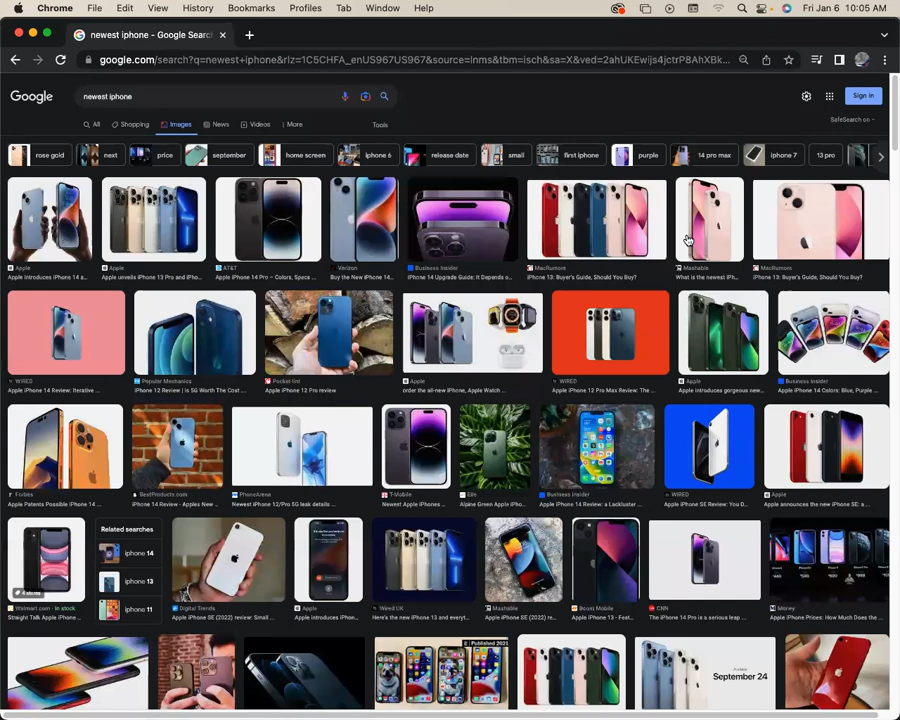 Chrome File Edit View History Bookmarks Profiles Tab Window Help Fri Jan 6 10:05 AM
newest iphone - Google Searc
google.com/search?q=newest+iphone&rlz=1C5CHFA_enUS967US967&source=lnms&tbm=isch&sa=X&ved=2ahUKEwijs4jctrP8AhXBk...
Google newest iphone Sign in
All Shopping Images News Videos More Tools SafeSearch on
rose gold next price september home screen iphone 6 release date small first iphone purple 14 pro max iphone 7 13 pro
Apple Apple AT&T Verizon Business Insider MacRumors Mashable MacRumors
Apple introduces iPhone 14 a... Apple unveils iPhone 13 Pro and iPho... Apple iPhone 14 Pro – Colors, Specs ... Buy the New iPhone 14... iPhone 14 Upgrade Guide: It Depends o... iPhone 13: Buyer's Guide, Should You Buy? What is the newest iPh... iPhone 13: Buyer's Guide, Should You Buy?
WIRED Popular Mechanics Pocket-lint Apple WIRED Apple Business Insider
Apple iPhone 14 Review: Iterative ... iPhone 12 Review | Is 5G Worth The Cost ... Apple iPhone 12 Pro review order the all-new iPhone, Apple Watch ... Apple iPhone 12 Pro Max Review: The ... Apple introduces gorgeous new... Apple iPhone 14 Colors: Blue, Purple ...
Forbes BestProducts.com PhoneArena T-Mobile Elle Business Insider WIRED Apple
Apple Patents Possible iPhone 14 ... iPhone 14 Review - Apples New ... Newest iPhone 12/Pro 5G leak details ... Newest Apple iPhones ... Alpine Green Apple iPho... Apple iPhone 14 Review: a Lackluster ... Apple iPhone SE Review: You D... Apple announces the new iPhone SE: a ...
Related searches
iphone 14
iphone 13
iphone 11
Walmart.com · In stock Digital Trends Apple Wired UK Mashable Boost Mobile CNN Money
Straight Talk Apple iPhone ... Apple iPhone SE (2022) review: Small ... Apple introduces iPh... Here's the new iPhone 13 and everyt... Apple iPhone SE (2022) re... Apple iPhone 13 - Feat... The iPhone 14 Pro is a serious leap ... Apple iPhone Prices: How Much Does the ...
Published 2021
Available
September 24